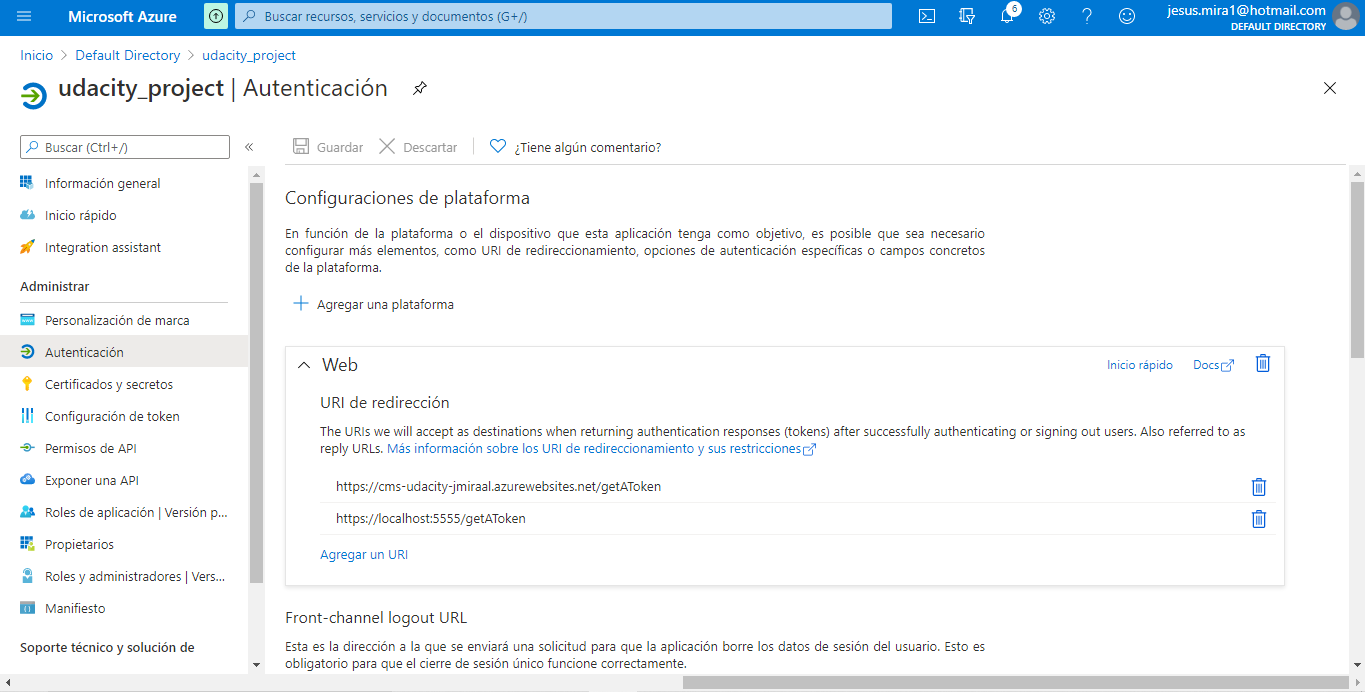 Microsoft Azure
Buscar recursos, servicios y documentos (G+/)
6
jesus.mira1@hotmail.com
DEFAULT DIRECTORY
Inicio > Default Directory > udacity_project
udacity_project | Autenticación
Buscar (Ctrl+/)
«
Guardar
Descartar
¿Tiene algún comentario?
Información general
Inicio rápido
Integration assistant
Administrar
Personalización de marca
Autenticación
Certificados y secretos
Configuración de token
Permisos de API
Exponer una API
Roles de aplicación | Versión p...
Propietarios
Roles y administradores | Vers...
Manifiesto
Soporte técnico y solución de
Configuraciones de plataforma
En función de la plataforma o el dispositivo que esta aplicación tenga como objetivo, es posible que sea necesario
configurar más elementos, como URI de redireccionamiento, opciones de autenticación específicas o campos concretos
de la plataforma.
Agregar una plataforma
Web
Inicio rápido
Docs
URI de redirección
The URIs we will accept as destinations when returning authentication responses (tokens) after successfully authenticating or signing out users. Also referred to as
reply URLs. Más información sobre los URI de redireccionamiento y sus restricciones
https://cms-udacity-jmiraal.azurewebsites.net/getAToken
https://localhost:5555/getAToken
Agregar un URI
Front-channel logout URL
Esta es la dirección a la que se enviará una solicitud para que la aplicación borre los datos de sesión del usuario. Esto es
obligatorio para que el cierre de sesión único funcione correctamente.